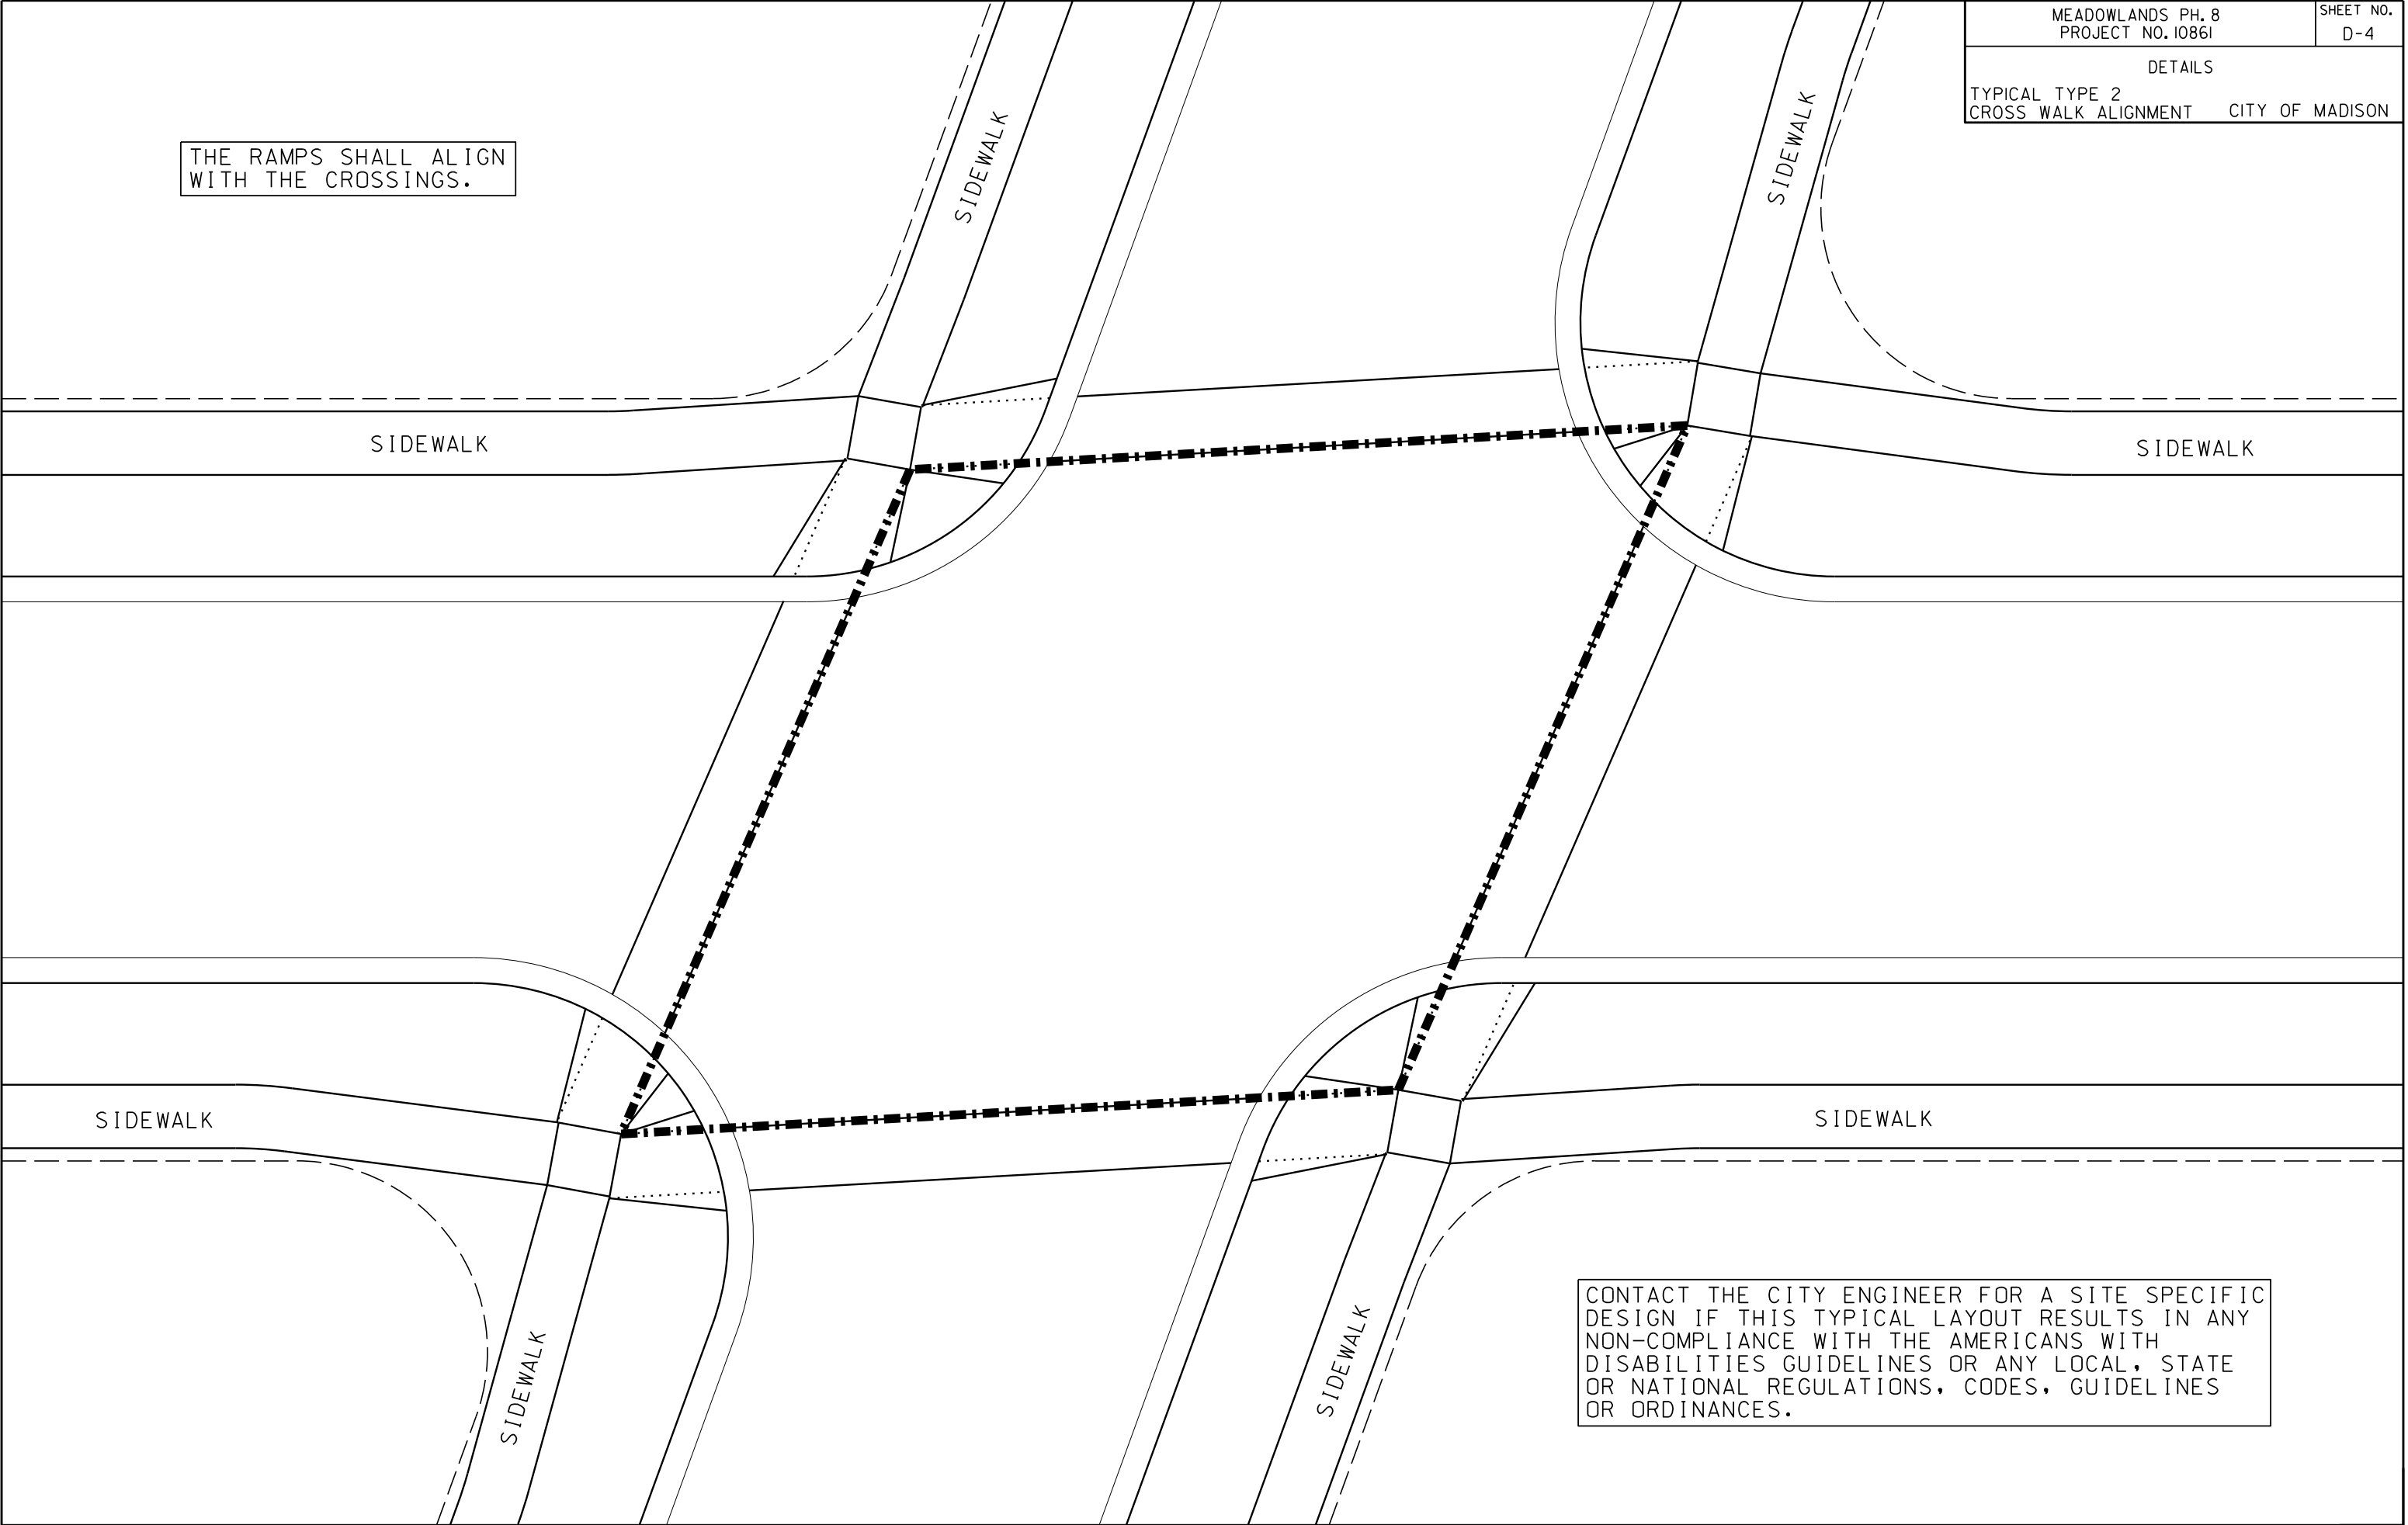 MEADOWLANDS PH. 8
PROJECT NO. 10861
SHEET NO.
D-4
DETAILS
TYPICAL TYPE 2
CROSS WALK ALIGNMENT
CITY OF MADISON
THE RAMPS SHALL ALIGN
WITH THE CROSSINGS.
SIDEWALK
SIDEWALK
SIDEWALK
SIDEWALK
SIDEWALK
SIDEWALK
SIDEWALK
SIDEWALK
CONTACT THE CITY ENGINEER FOR A SITE SPECIFIC
DESIGN IF THIS TYPICAL LAYOUT RESULTS IN ANY
NON-COMPLIANCE WITH THE AMERICANS WITH
DISABILITIES GUIDELINES OR ANY LOCAL, STATE
OR NATIONAL REGULATIONS, CODES, GUIDELINES
OR ORDINANCES.